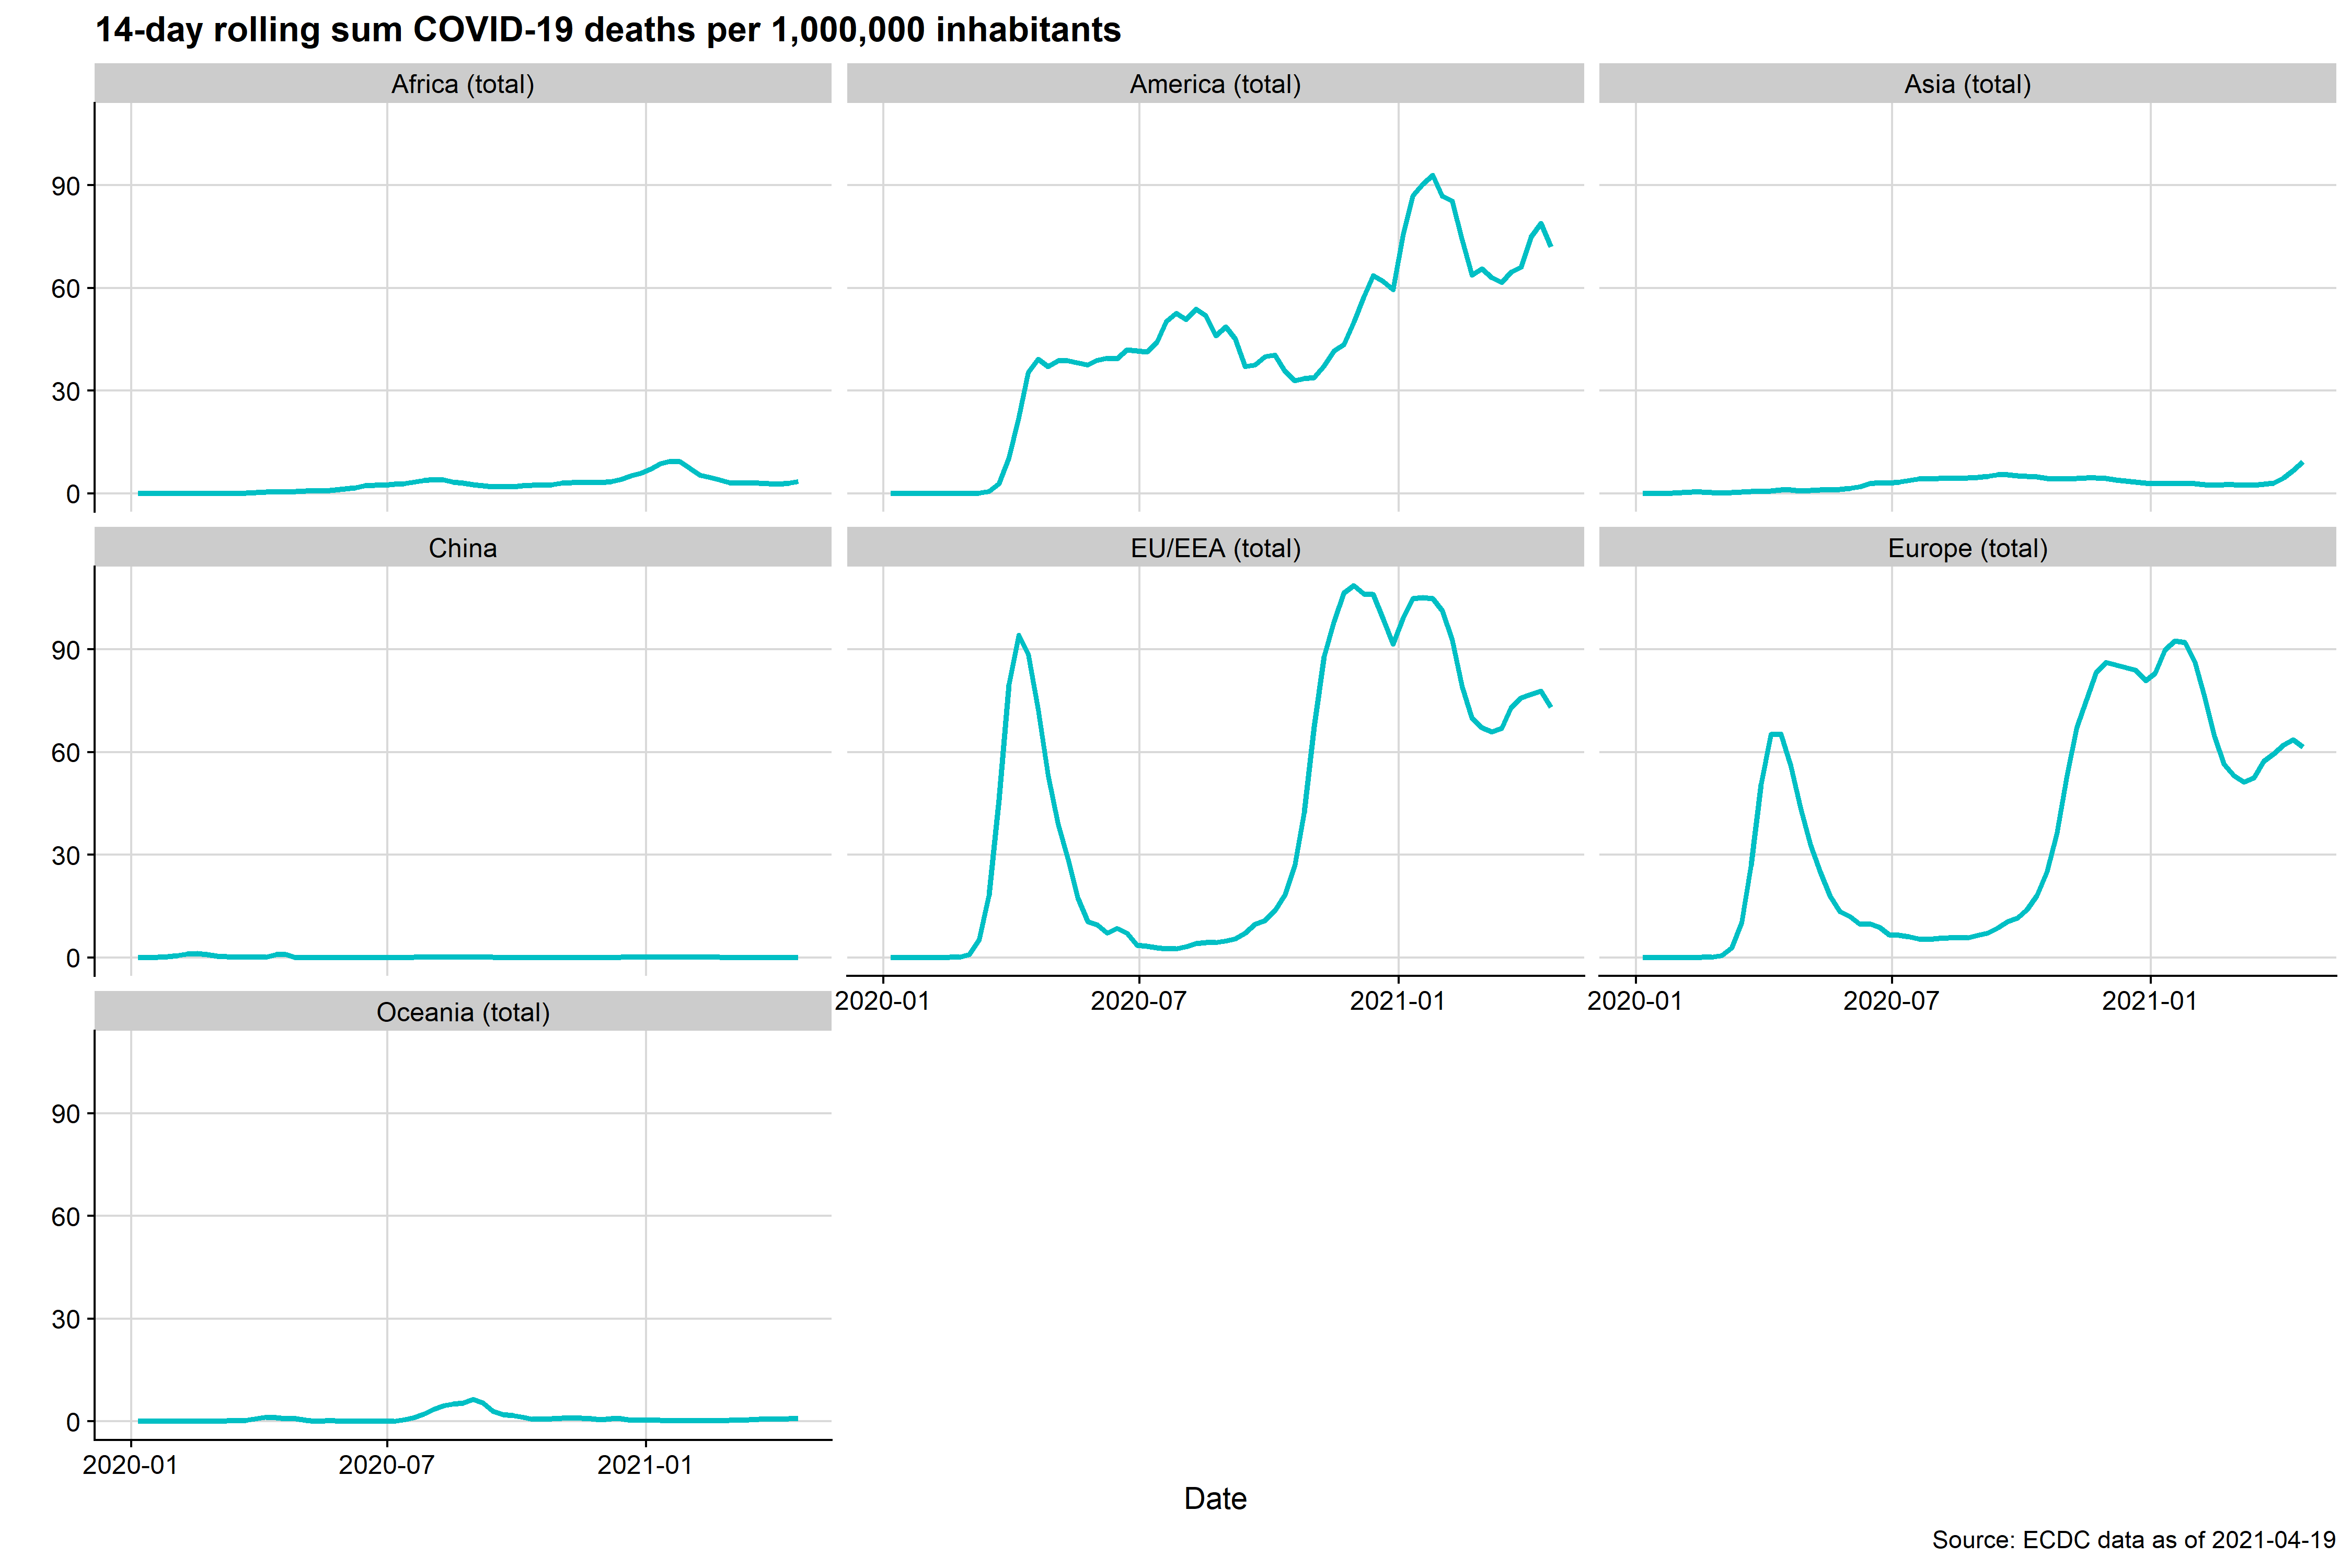 14-day rolling sum COVID-19 deaths per 1,000,000 inhabitants
Africa (total)
America (total)
Asia (total)
90
60
30
0
China
EU/EEA (total)
Europe (total)
90
60
30
0
2020-01
2020-07
2021-01
2020-01
2020-07
2021-01
Oceania (total)
90
60
30
0
2020-01
2020-07
2021-01
Date
Source: ECDC data as of 2021-04-19